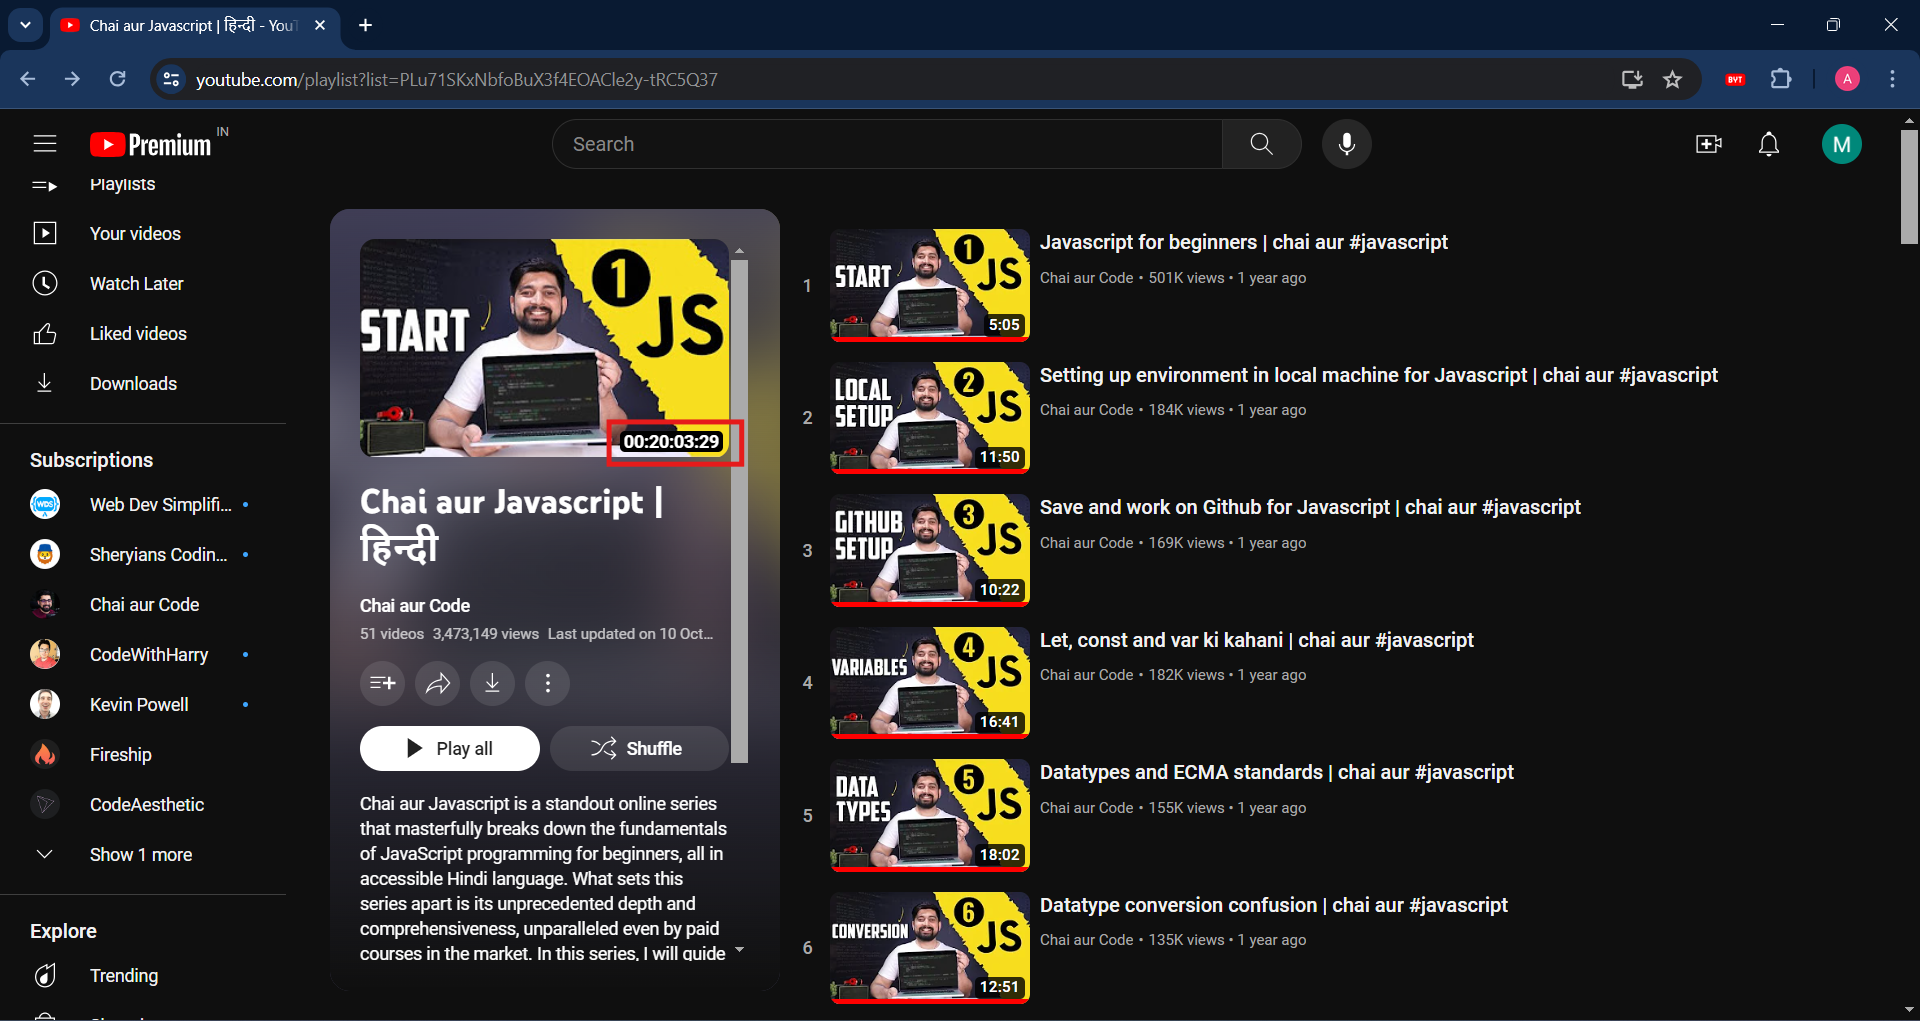 Chai aur Javascript | हिन्दी - You
youtube.com/playlist?list=PLu71SKxNbfoBuX3f4EOACle2y-tRC5Q37
BVT
A
Premium IN
Search
M
Playlists
Your videos
Watch Later
Liked videos
Downloads
Subscriptions
WDS
Web Dev Simplifi...
Sheryians Codin...
Chai aur Code
CodeWithHarry
Kevin Powell
Fireship
CodeAesthetic
Show 1 more
Explore
Trending
START
1
JS
00:20:03:29
Chai aur Javascript |
हिन्दी
Chai aur Code
51 videos 3,473,149 views Last updated on 10 Oct...
Play all
Shuffle
Chai aur Javascript is a standout online series
that masterfully breaks down the fundamentals
of JavaScript programming for beginners, all in
accessible Hindi language. What sets this
series apart is its unprecedented depth and
comprehensiveness, unparalleled even by paid
courses in the market. In this series, I will guide
1
START
1
JS
5:05
Javascript for beginners | chai aur #javascript
Chai aur Code • 501K views • 1 year ago
2
LOCAL
SETUP
2
JS
11:50
Setting up environment in local machine for Javascript | chai aur #javascript
Chai aur Code • 184K views • 1 year ago
3
GITHUB
SETUP
3
JS
10:22
Save and work on Github for Javascript | chai aur #javascript
Chai aur Code • 169K views • 1 year ago
4
VARIABLES
4
JS
16:41
Let, const and var ki kahani | chai aur #javascript
Chai aur Code • 182K views • 1 year ago
5
DATA
TYPES
5
JS
18:02
Datatypes and ECMA standards | chai aur #javascript
Chai aur Code • 155K views • 1 year ago
6
CONVERSION
6
JS
12:51
Datatype conversion confusion | chai aur #javascript
Chai aur Code • 135K views • 1 year ago